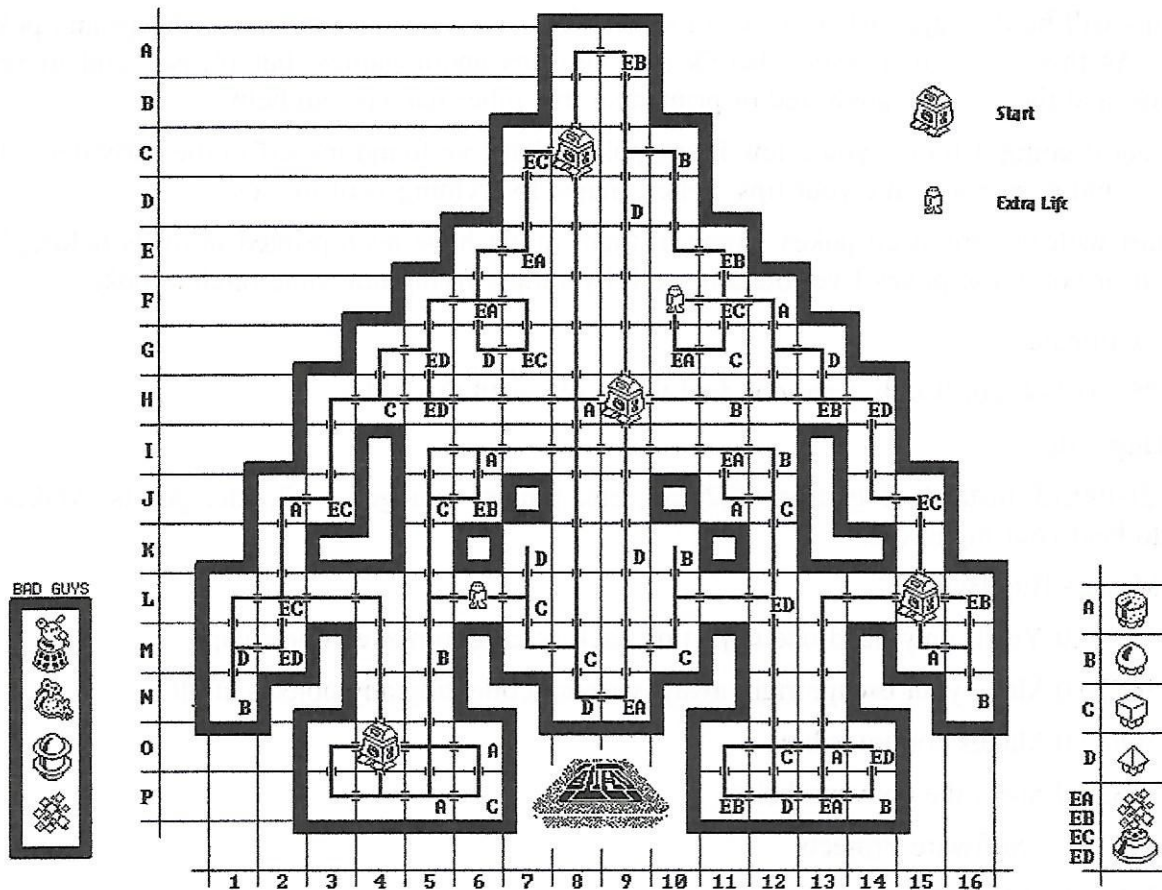 A EB
B Start
C EC B
D D Extra Life
E EA EB
F EA EC A
G ED D EC EA C D
H C ED A B EB ED
I A EA B
J A EC C EB A C EC
K D D B
BAD GUYS
L EC C ED EB A
M D ED B C C A B
N B D EA B C
O A C A ED D
P A C EB D EA B EA
EB
EC
ED
1 2 3 4 5 6 7 8 9 10 11 12 13 14 15 16